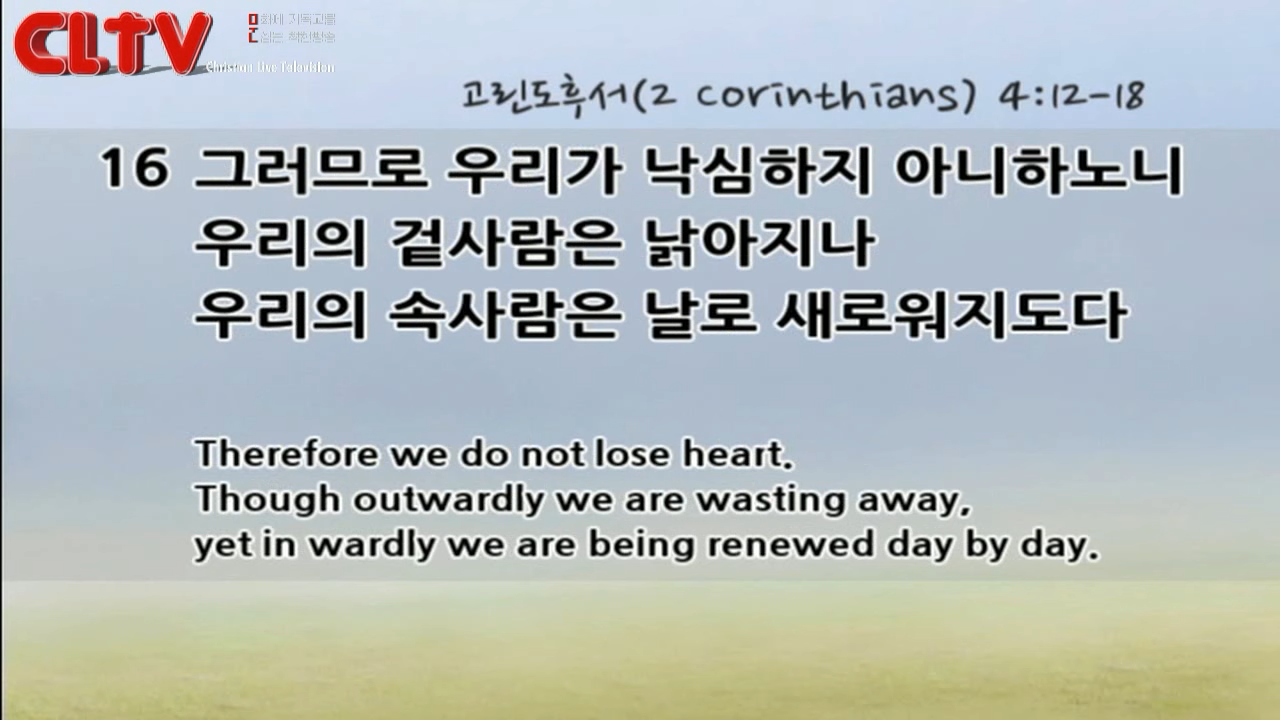 CLTV
Christian Live Television
고린도후서(2 corinthians) 4:12-18
16 그러므로 우리가 낙심하지 아니하노니
우리의 겉사람은 낡아지나
우리의 속사람은 날로 새로워지도다
Therefore we do not lose heart.
Though outwardly we are wasting away,
yet in wardly we are being renewed day by day.